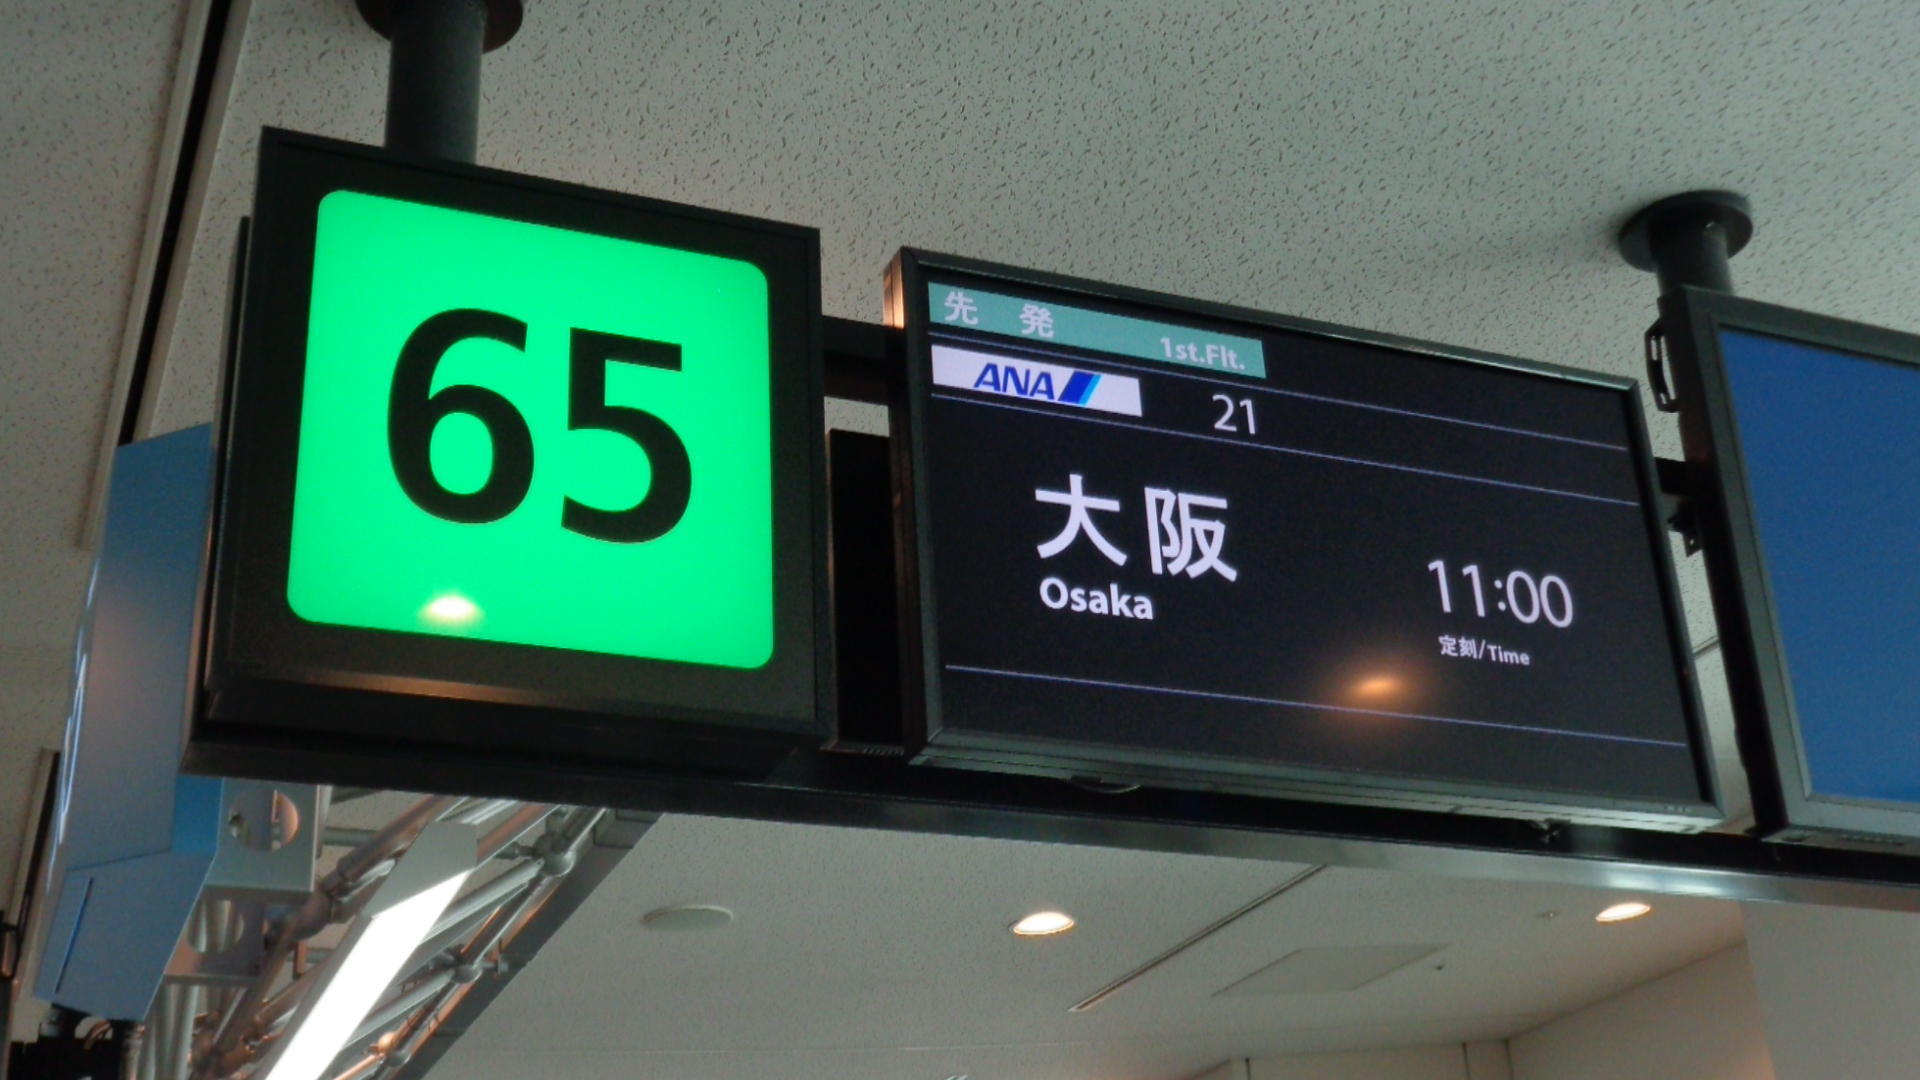 65
先 発 1st.Flt.
ANA 21
大阪
Osaka
11:00
定刻/Time